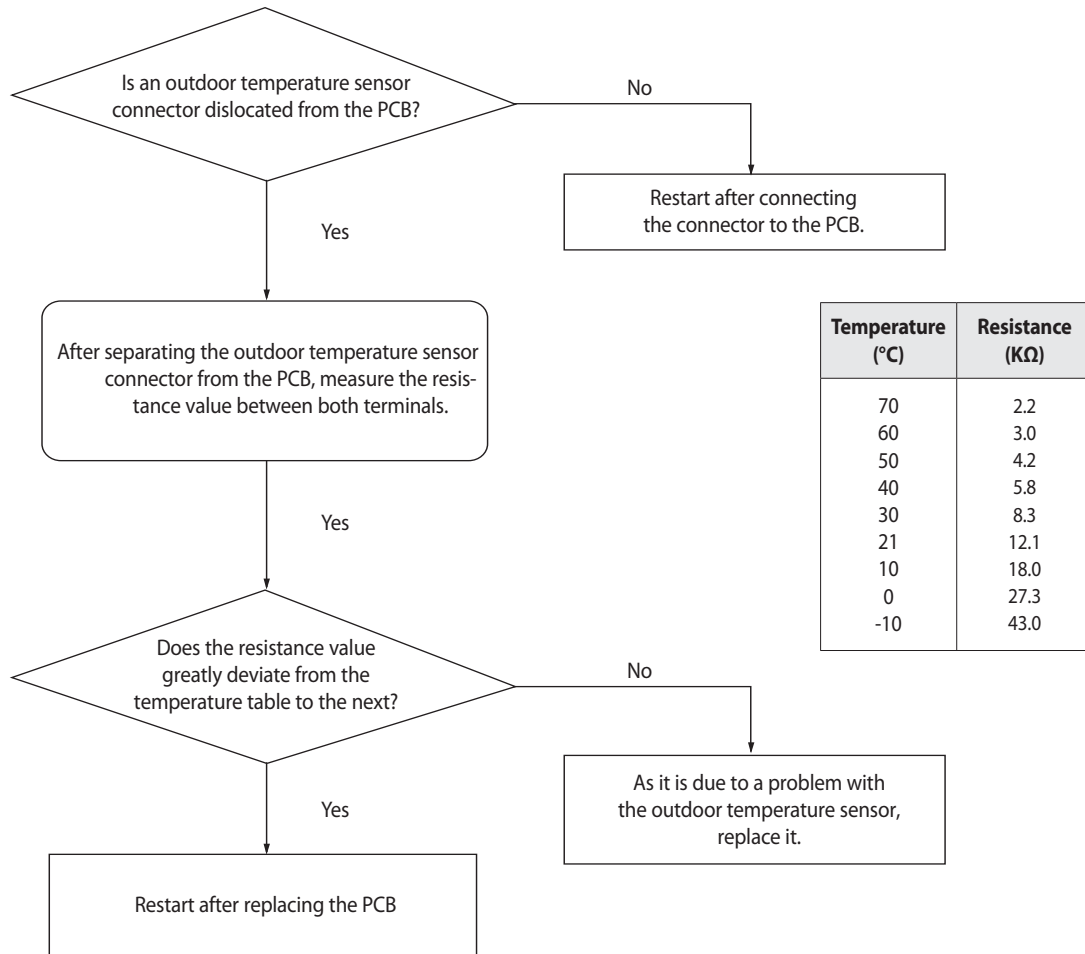 Is an outdoor temperature sensor
connector dislocated from the PCB?
No
Restart after connecting
the connector to the PCB.
Yes
After separating the outdoor temperature sensor
connector from the PCB, measure the resis-
tance value between both terminals.
Temperature (°C) Resistance (KΩ)
70 2.2
60 3.0
50 4.2
40 5.8
30 8.3
21 12.1
10 18.0
0 27.3
-10 43.0
Yes
Does the resistance value
greatly deviate from the
temperature table to the next?
No
As it is due to a problem with
the outdoor temperature sensor,
replace it.
Yes
Restart after replacing the PCB